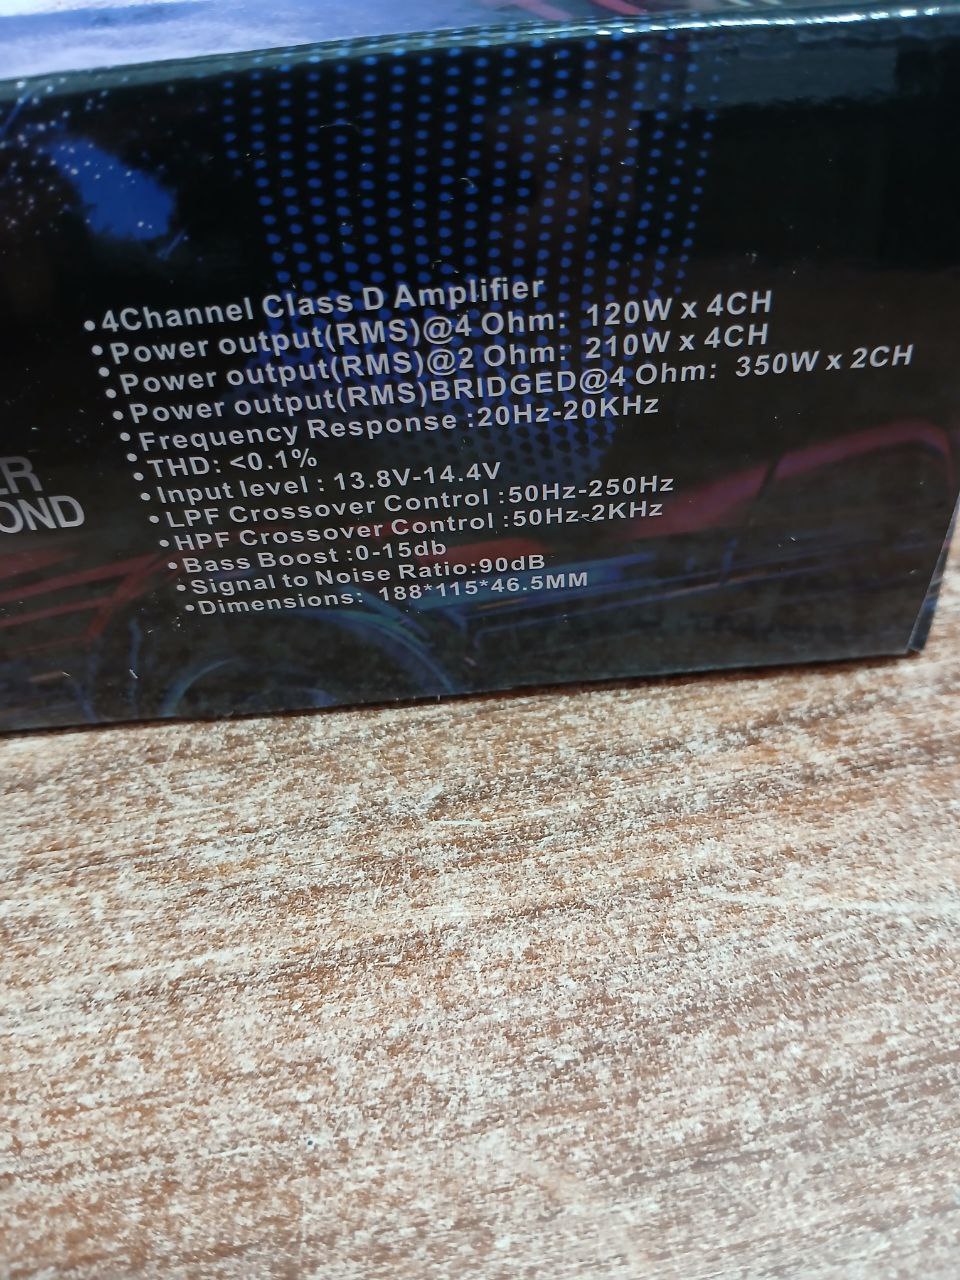 •4Channel Class D Amplifier
•Power output(RMS)@4 Ohm: 120W x 4CH
•Power output(RMS)@2 Ohm: 210W x 4CH
•Power output(RMS)BRIDGED@4 Ohm: 350W x 2CH
•Frequency Response :20Hz-20KHz
•THD: <0.1%
•Input level : 13.8V-14.4V
•LPF Crossover Control :50Hz-250Hz
•HPF Crossover Control :50Hz-2KHz
•Bass Boost :0-15db
•Signal to Noise Ratio:90dB
•Dimensions: 188*115*46.5MM